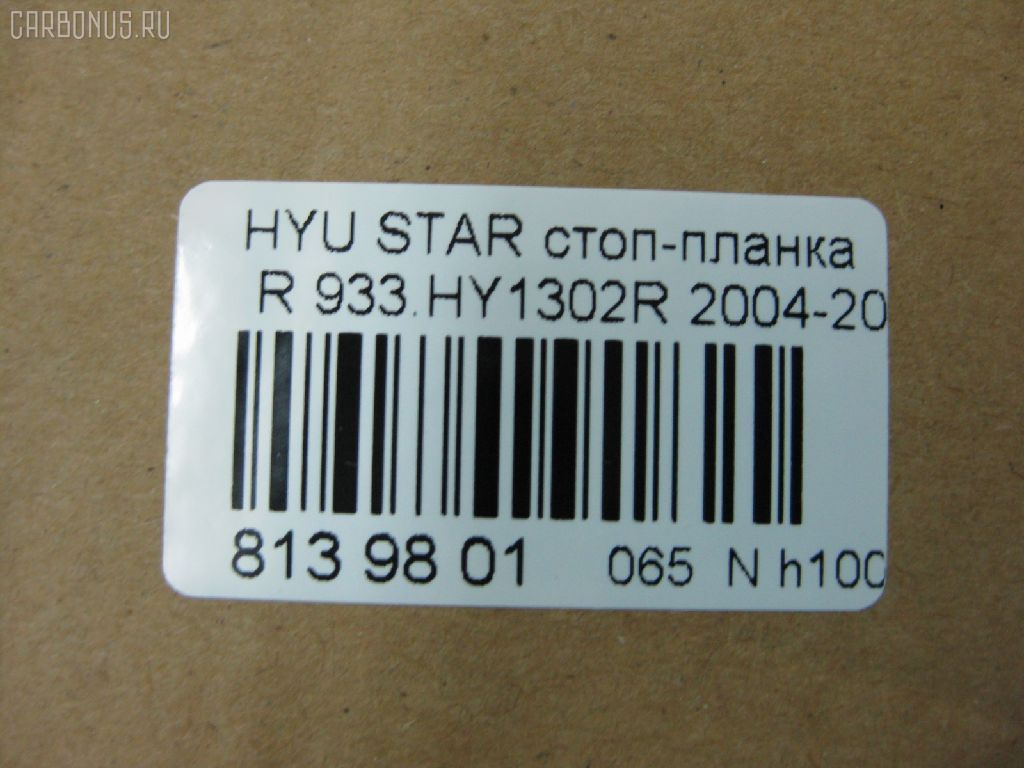 CARBONUS.RU
HYU STAR стоп-планка
R 933.HY1302R 2004-20
813 98 01 065 N h100